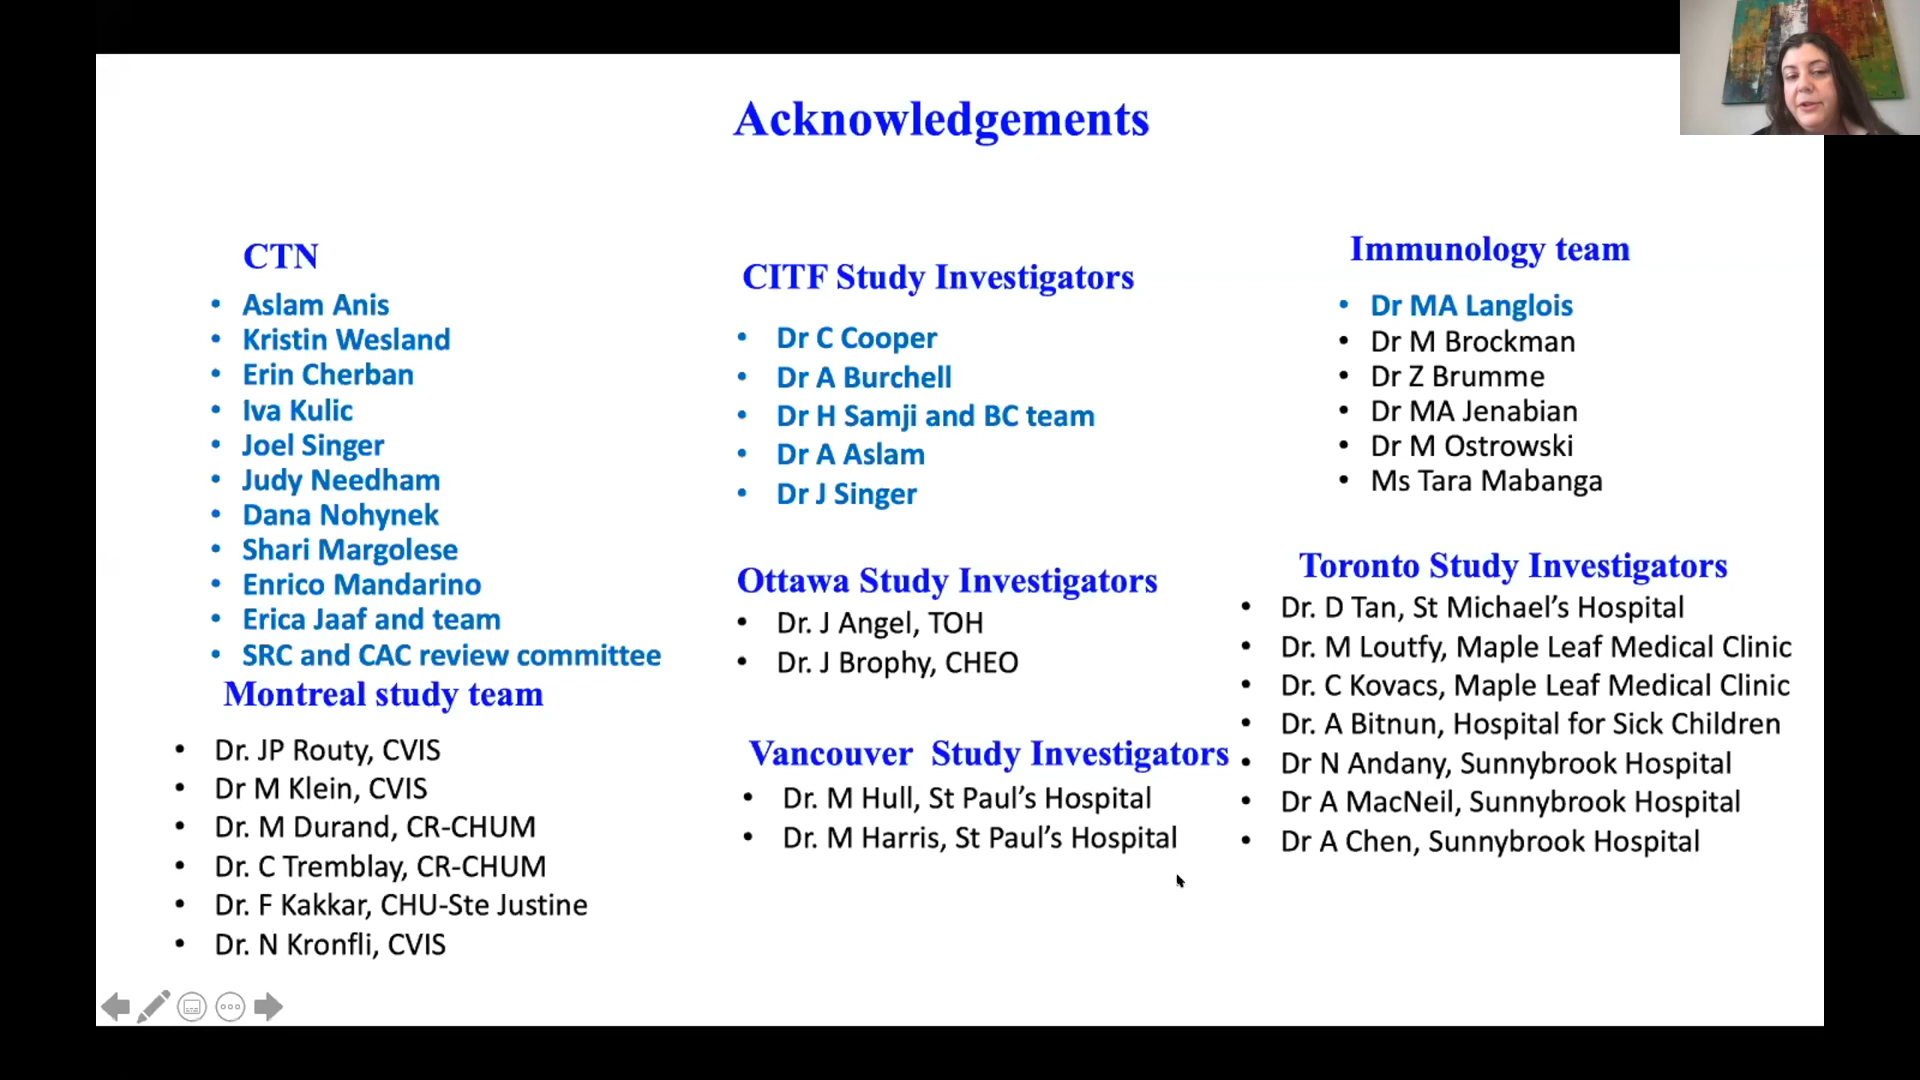 Acknowledgements
CTN
Aslam Anis
Kristin Wesland
Erin Cherban
Iva Kulic
Joel Singer
Judy Needham
Dana Nohynek
Shari Margolese
Enrico Mandarino
Erica Jaaf and team
SRC and CAC review committee
Montreal study team
Dr. JP Routy, CVIS
Dr M Klein, CVIS
Dr. M Durand, CR-CHUM
Dr. C Tremblay, CR-CHUM
Dr. F Kakkar, CHU-Ste Justine
Dr. N Kronfli, CVIS
CITF Study Investigators
Dr C Cooper
Dr A Burchell
Dr H Samji and BC team
Dr A Aslam
Dr J Singer
Ottawa Study Investigators
Dr. J Angel, TOH
Dr. J Brophy, CHEO
Vancouver Study Investigators
Dr. M Hull, St Paul’s Hospital
Dr. M Harris, St Paul’s Hospital
Immunology team
Dr MA Langlois
Dr M Brockman
Dr Z Brumme
Dr MA Jenabian
Dr M Ostrowski
Ms Tara Mabanga
Toronto Study Investigators
Dr. D Tan, St Michael’s Hospital
Dr. M Loutfy, Maple Leaf Medical Clinic
Dr. C Kovacs, Maple Leaf Medical Clinic
Dr. A Bitnun, Hospital for Sick Children
Dr N Andany, Sunnybrook Hospital
Dr A MacNeil, Sunnybrook Hospital
Dr A Chen, Sunnybrook Hospital